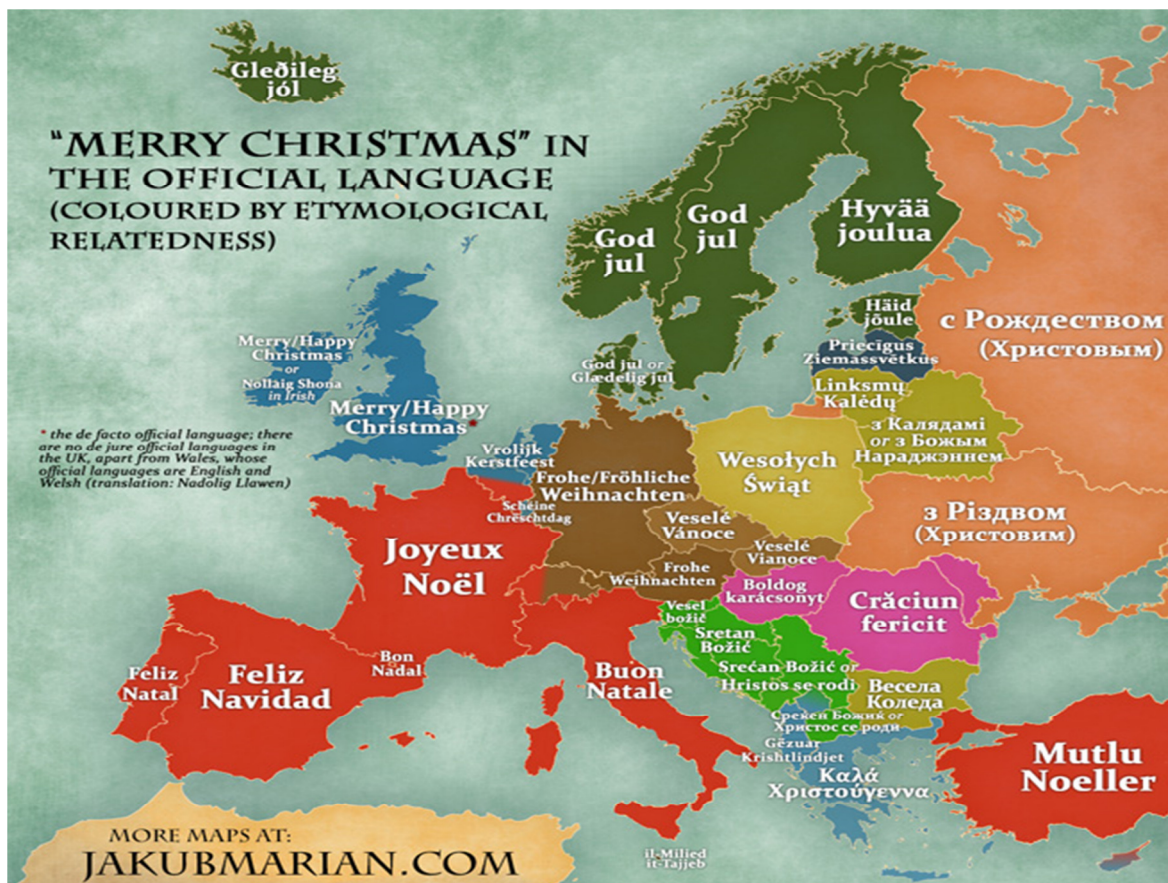 Gleðileg
jól
"MERRY CHRISTMAS" IN
THE OFFICIAL LANGUAGE
(COLOURED BY ETYMOLOGICAL
RELATEDNESS)
God
jul
God
jul
Hyvää
joulua
Häid
jõule
с Рождеством
(Христовым)
Priecīgus
Ziemassvētkus
God jul or
Glædelig jul
Merry/Happy
Christmas
or
Nollaig Shona
in Irish
Linksmų
Kalėdų
Merry/Happy
Christmas*
з Калядамі
or з Божым
Нараджэннем
* the de facto official language; there
are no de jure official languages in
the UK, apart from Wales, whose
official languages are English and
Welsh (translation: Nadolig Llawen)
Vrolijk
Kerstfeest
Frohe/Fröhliche
Weihnachten
Wesołych
Świąt
Schéine
Chrëschtdag
з Різдвом
(Христовим)
Veselé
Vánoce
Veselé
Vianoce
Joyeux
Noël
Frohe
Weihnachten
Boldog
karácsonyt
Crăciun
fericit
Vesel
božič
Sretan
Božić
Srećan Božić or
Hristos se rodi
Feliz
Natal
Feliz
Navidad
Bon
Nadal
Buon
Natale
Весела
Коледа
Среќен Божиќ or
Христос се роди
Gëzuar
Krishtlindjet
Καλά
Χριστούγεννα
Mutlu
Noeller
MORE MAPS AT:
JAKUBMARIAN.COM
il-Milied
it-Tajjeb